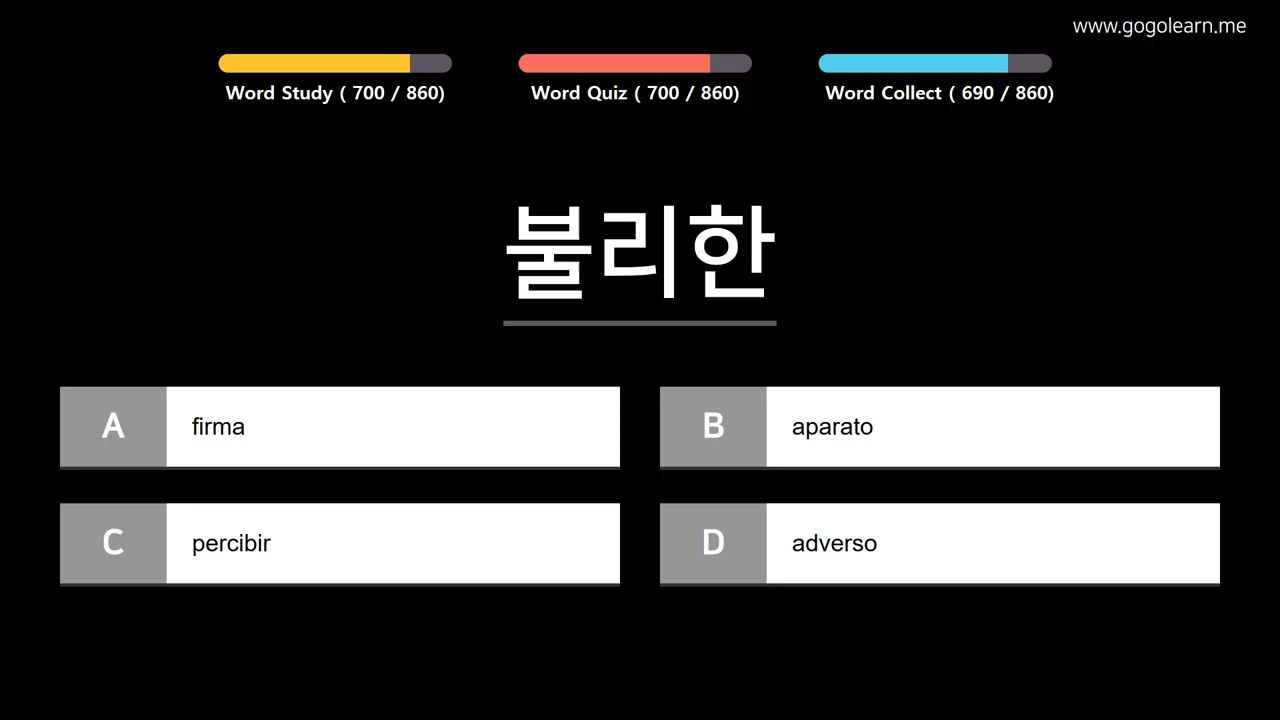 www.gogolearn.me
Word Study ( 700 / 860)
Word Quiz ( 700 / 860)
Word Collect ( 690 / 860)
불리한
A firma
B aparato
C percibir
D adverso